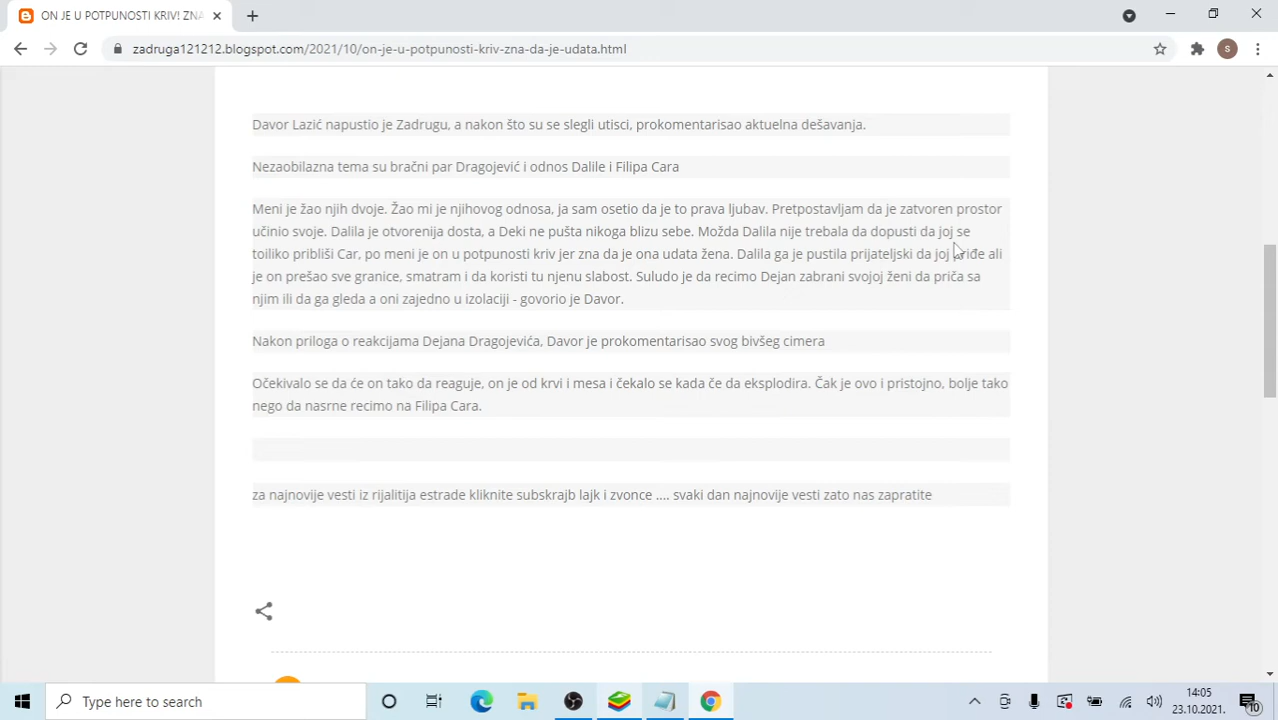 ON JE U POTPUNOSTI KRIV! ZNA
zadruga121212.blogspot.com/2021/10/on-je-u-potpunosti-kriv-zna-da-je-udata.html
S
Davor Lazić napustio je Zadrugu, a nakon što su se slegli utisci, prokomentarisao aktuelna dešavanja.
Nezaobilazna tema su bračni par Dragojević i odnos Dalile i Filipa Cara
Meni je žao njih dvoje. Žao mi je njihovog odnosa, ja sam osetio da je to prava ljubav. Pretpostavljam da je zatvoren prostor
učinio svoje. Dalila je otvorenija dosta, a Deki ne pušta nikoga blizu sebe. Možda Dalila nije trebala da dopusti da joj se
toliko približi Car, po meni je on u potpunosti kriv jer zna da je ona udata žena. Dalila ga je pustila prijateljski da joj priđe ali
je on prešao sve granice, smatram i da koristi tu njenu slabost. Suludo je da recimo Dejan zabrani svojoj ženi da priča sa
njim ili da ga gleda a oni zajedno u izolaciji - govorio je Davor.
Nakon priloga o reakcijama Dejana Dragojevića, Davor je prokomentarisao svog bivšeg cimera
Očekivalo se da će on tako da reaguje, on je od krvi i mesa i čekalo se kada če da eksplodira. Čak je ovo i pristojno, bolje tako
nego da nasrne recimo na Filipa Cara.
za najnovije vesti iz rijalitija estrade kliknite subskrajb lajk i zvonce .... svaki dan najnovije vesti zato nas zapratite
Type here to search
14:05
23.10.2021.
10